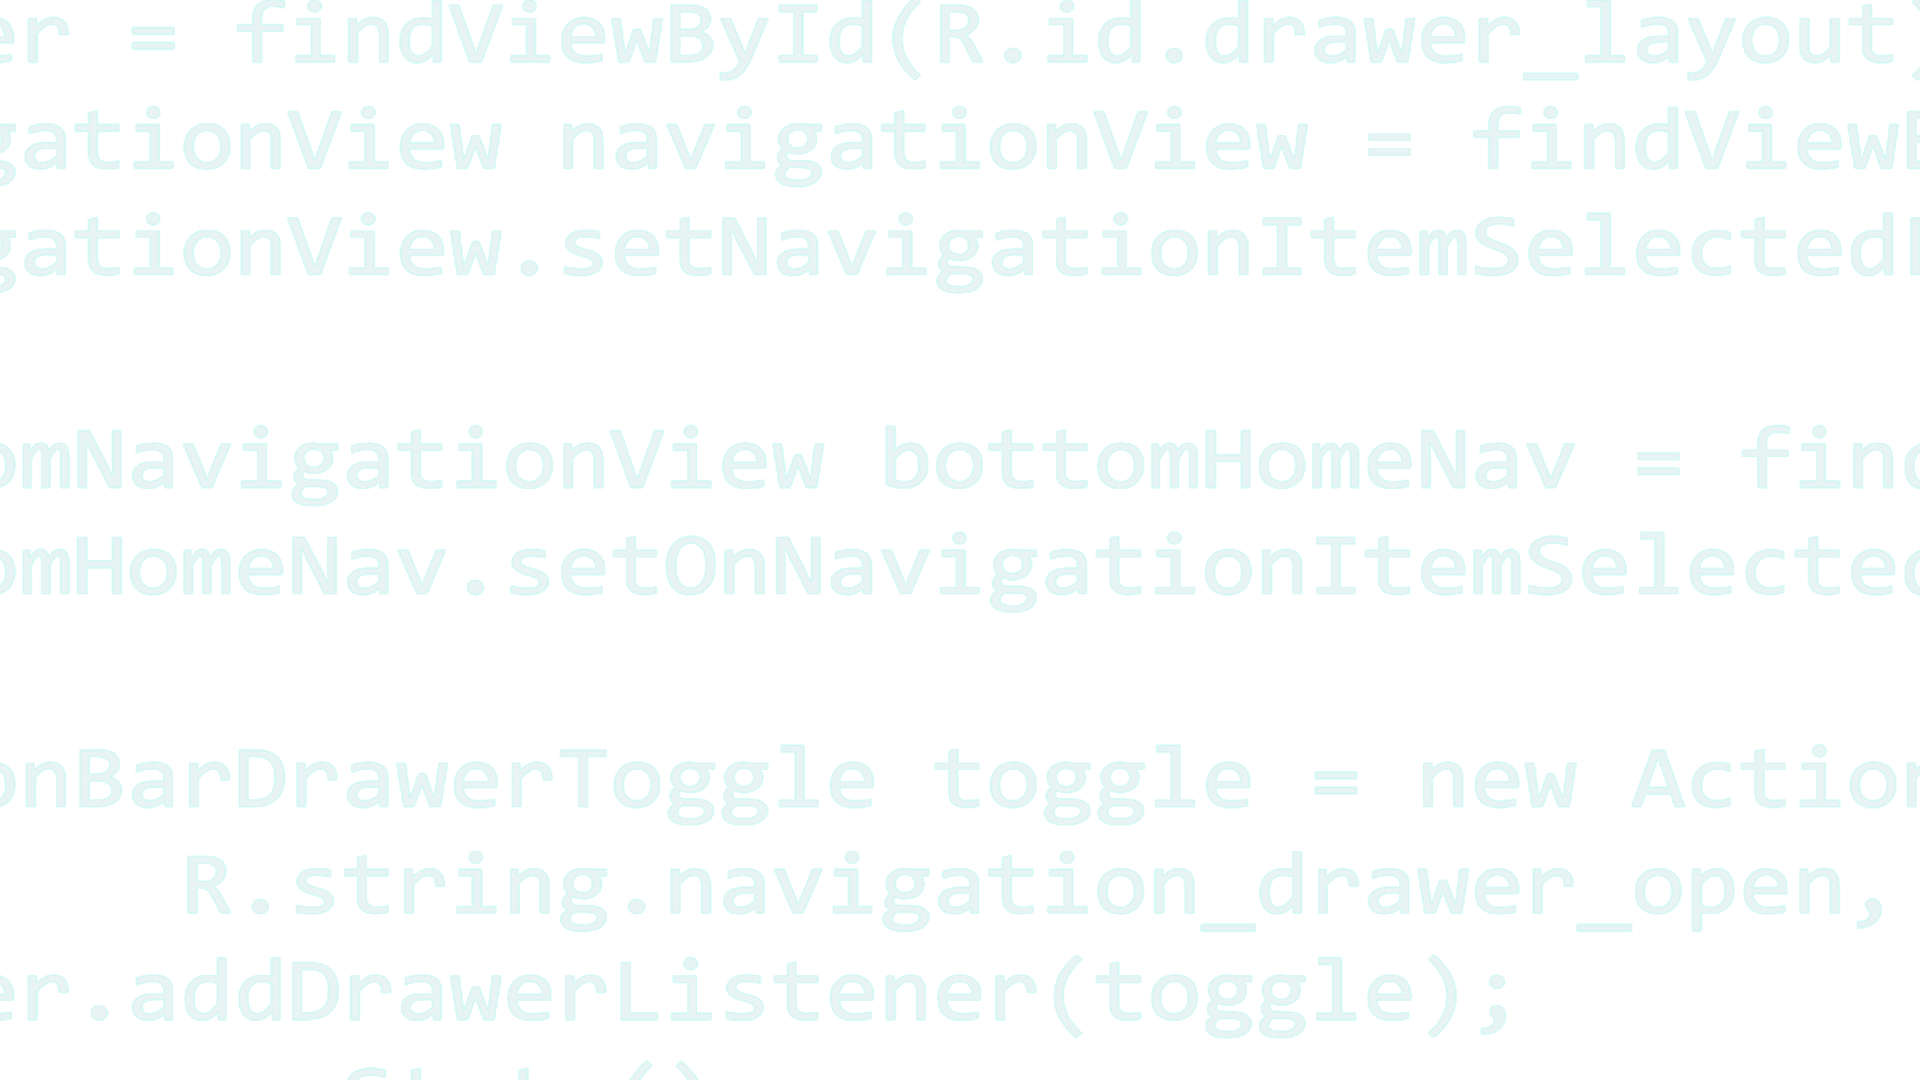 er = findViewById(R.id.drawer_layout)
gationView navigationView = findViewB
gationView.setNavigationItemSelectedL
omNavigationView bottomHomeNav = find
omHomeNav.setOnNavigationItemSelected
onBarDrawerToggle toggle = new Action
R.string.navigation_drawer_open,
er.addDrawerListener(toggle);